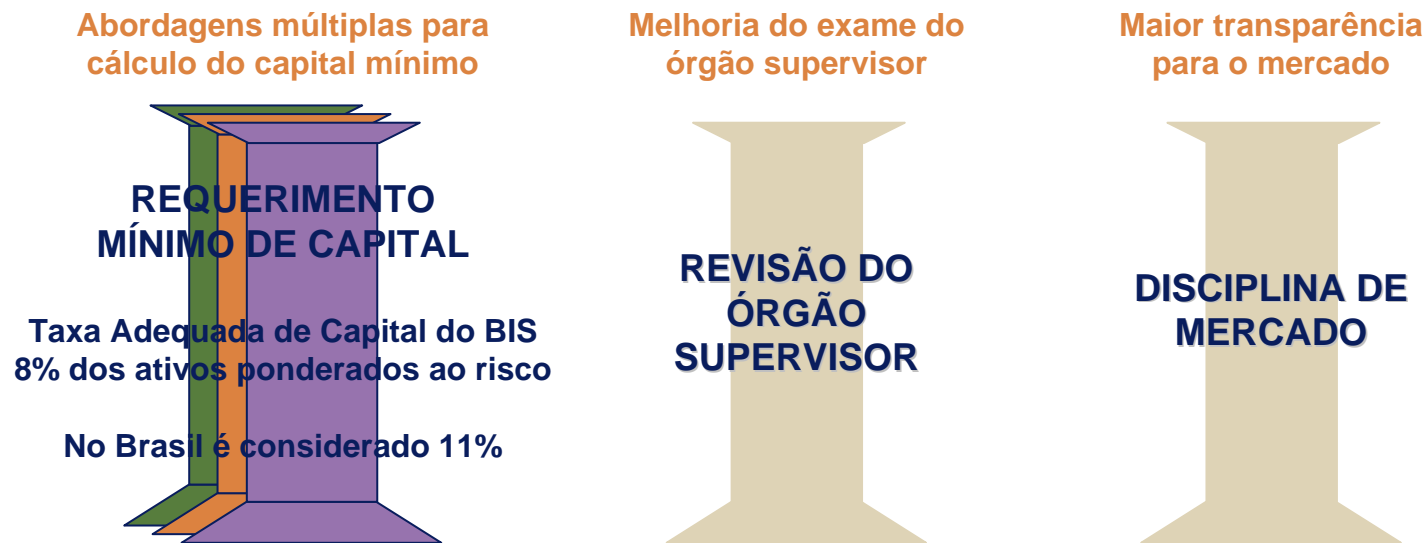 Abordagens múltiplas para
cálculo do capital mínimo
REQUERIMENTO
MÍNIMO DE CAPITAL
Taxa Adequada de Capital do BIS
8% dos ativos ponderados ao risco
No Brasil é considerado 11%
Melhoria do exame do
órgão supervisor
REVISÃO DO
ÓRGÃO
SUPERVISOR
Maior transparência
para o mercado
DISCIPLINA DE
MERCADO